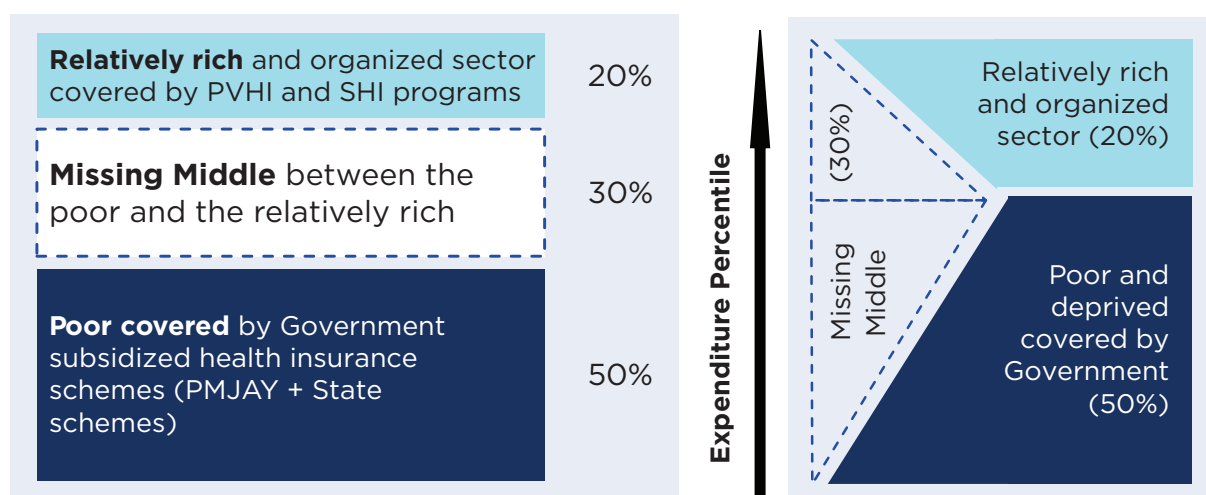 Relatively rich and organized sector
covered by PVHI and SHI programs
20%
Missing Middle between the
poor and the relatively rich
30%
Poor covered by Government
subsidized health insurance
schemes (PMJAY + State
schemes)
50%
Expenditure Percentile
(30%)
Missing
Middle
Relatively rich
and organized
sector (20%)
Poor and
deprived
covered by
Government
(50%)